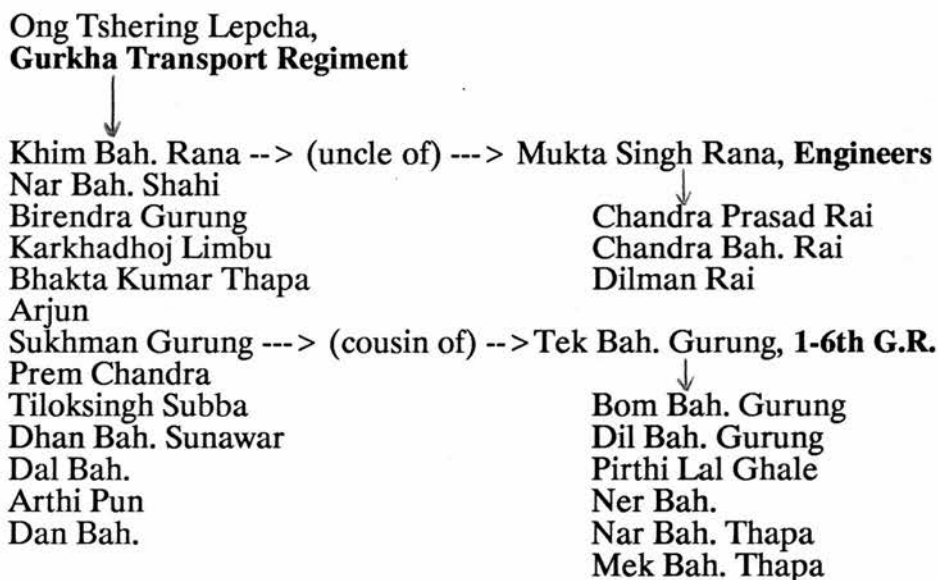 Ong Tshering Lepcha,
Gurkha Transport Regiment
Khim Bah. Rana --> (uncle of) ---> Mukta Singh Rana, Engineers
Nar Bah. Shahi
Birendra Gurung
Chandra Prasad Rai
Karkhadhoj Limbu
Chandra Bah. Rai
Bhakta Kumar Thapa
Dilman Rai
Arjun
Sukhman Gurung ---> (cousin of) -->Tek Bah. Gurung, 1-6th G.R.
Prem Chandra
Tiloksingh Subba
Bom Bah. Gurung
Dhan Bah. Sunawar
Dil Bah. Gurung
Dal Bah.
Pirthi Lal Ghale
Arthi Pun
Ner Bah.
Dan Bah.
Nar Bah. Thapa
Mek Bah. Thapa